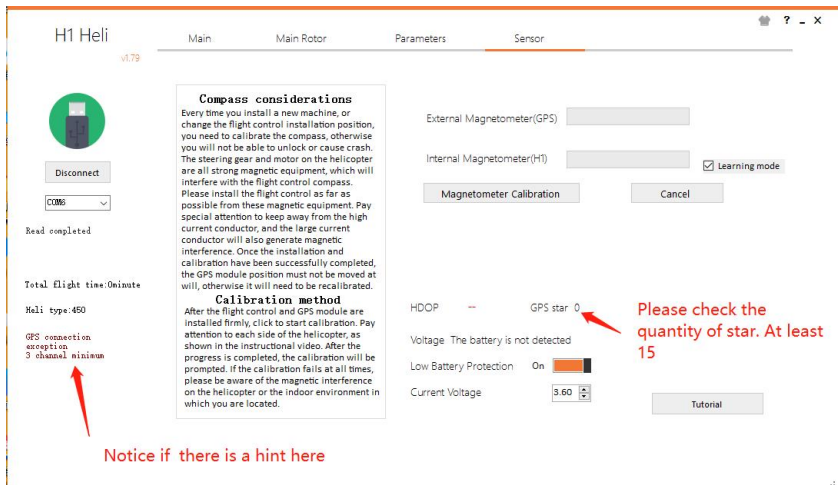 ? - x
H1 Heli
v1.79
Main
Main Rotor
Parameters
Sensor
Disconnect
COM6
Read completed
Total flight time:0minute
Heli type:450
GPS connection
exception
3 channel minimum
Compass considerations
Every time you install a new machine, or
change the flight control installation position,
you need to calibrate the compass, otherwise
you will not be able to unlock or cause crash.
The steering gear and motor on the helicopter
are all strong magnetic equipment, which will
interfere with the flight control compass.
Please install the flight control as far as
possible from these magnetic equipment. Pay
special attention to keep away from the high
current conductor, and the large current
conductor will also generate magnetic
interference. Once the installation and
calibration have been successfully completed,
the GPS module position must not be moved at
will, otherwise it will need to be recalibrated.
Calibration method
After the flight control and GPS module are
installed firmly, click to start calibration. Pay
attention to each side of the helicopter, as
shown in the instructional video. After the
progress is completed, the calibration will be
prompted. If the calibration fails at all times,
please be aware of the magnetic interference
on the helicopter or the indoor environment in
which you are located.
External Magnetometer(GPS)
Internal Magnetometer(H1)
Learning mode
Magnetometer Calibration
Cancel
HDOP -- GPS star 0
Voltage The battery is not detected
Low Battery Protection On
Current Voltage 3.60
Tutorial
Please check the
quantity of star. At least
15
Notice if there is a hint here